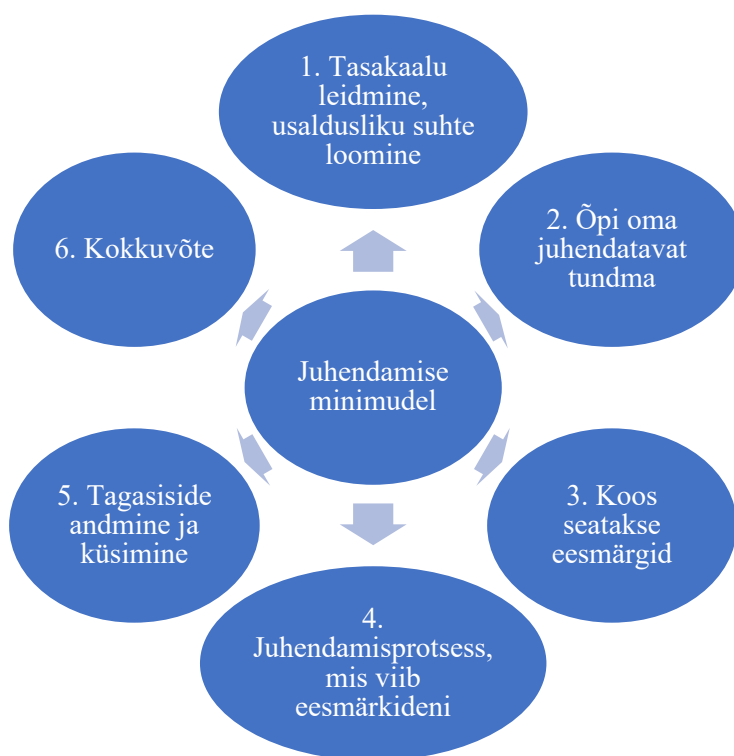 1. Tasakaalu
leidmine,
usaldusliku suhte
loomine
2. Õpi oma
juhendatavat
tundma
3. Koos
seatakse
eesmärgid
4.
Juhendamisprotsess,
mis viib
eesmärkideni
5. Tagasiside
andmine ja
küsimine
6. Kokkuvõte
Juhendamise
minimudel